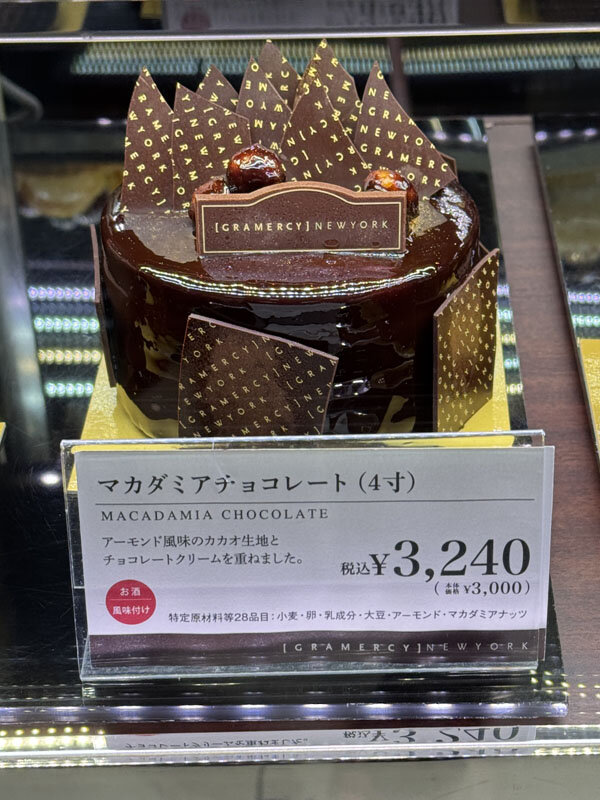 [GRAMERCY]NEWYORK
マカダミアチョコレート(4寸)
MACADAMIA CHOCOLATE
アーモンド風味のカカオ生地と
チョコレートクリームを重ねました。
税込¥3,240
(本体価格 ¥3,000)
お酒
風味付け
特定原材料等28品目:小麦・卵・乳成分・大豆・アーモンド・マカダミアナッツ
[GRAMERCY]NEWYORK